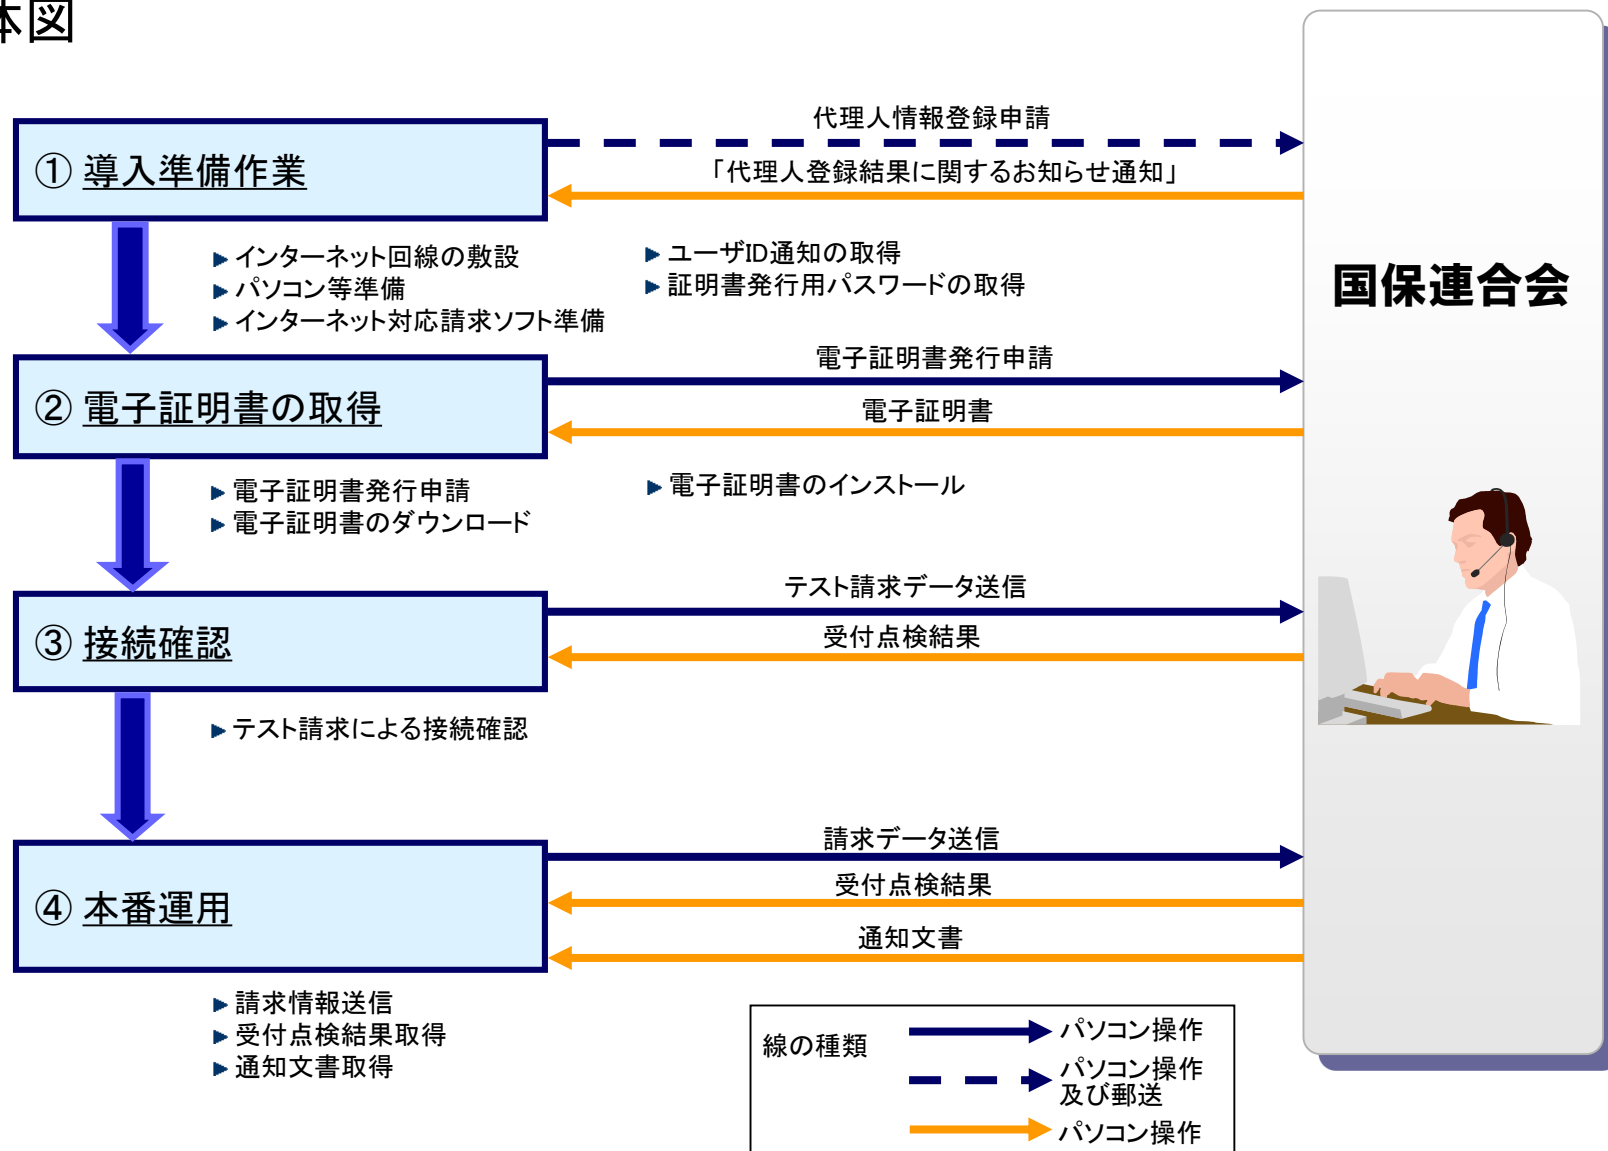 体図
代理人情報登録申請
① 導入準備作業
「代理人登録結果に関するお知らせ通知」
インターネット回線の敷設
パソコン等準備
インターネット対応請求ソフト準備
ユーザID通知の取得
証明書発行用パスワードの取得
国保連合会
電子証明書発行申請
② 電子証明書の取得
電子証明書
電子証明書発行申請
電子証明書のダウンロード
電子証明書のインストール
テスト請求データ送信
③ 接続確認
受付点検結果
テスト請求による接続確認
請求データ送信
④ 本番運用
受付点検結果
通知文書
請求情報送信
受付点検結果取得
通知文書取得
線の種類
パソコン操作
パソコン操作
及び郵送
パソコン操作